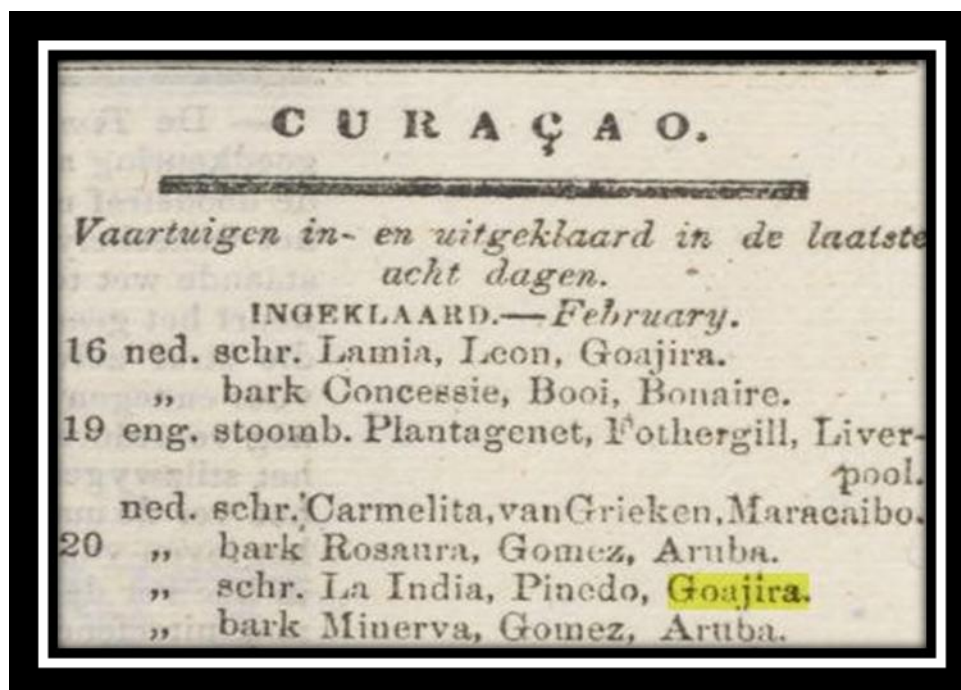 CURAÇAO.
Vaartuigen in- en uitgeklaard in de laatste
acht dagen.
INGEKLAARD.—February.
16 ned. schr. Lamia, Leon, Goajira.
„ bark Concessie, Booi, Bonaire.
19 eng. stoomb. Plantagenet, Fothergill, Liver-
pool.
ned. schr. Carmelita, van Grieken, Maracaibo.
20 „ bark Rosaura, Gomez, Aruba.
„ schr. La India, Pinedo, Goajira.
„ bark Minerva, Gomez, Aruba.